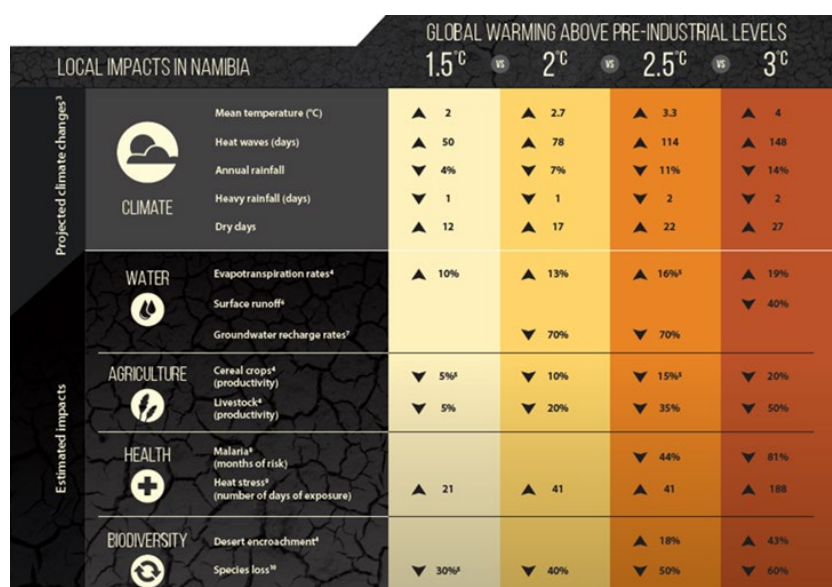 GLOBAL WARMING ABOVE PRE-INDUSTRIAL LEVELS
LOCAL IMPACTS IN NAMIBIA 1.5°C VS 2°C VS 2.5°C VS 3°C
Projected climate changes³
CLIMATE
Mean temperature (°C) ▲ 2 ▲ 2.7 ▲ 3.3 ▲ 4
Heat waves (days) ▲ 50 ▲ 78 ▲ 114 ▲ 148
Annual rainfall ▼ 4% ▼ 7% ▼ 11% ▼ 14%
Heavy rainfall (days) ▼ 1 ▼ 1 ▼ 2 ▼ 2
Dry days ▲ 12 ▲ 17 ▲ 22 ▲ 27
Estimated impacts
WATER
Evapotranspiration rates⁴ ▲ 10% ▲ 13% ▲ 16%⁵ ▲ 19%
Surface runoff⁶ ▼ 40%
Groundwater recharge rates⁷ ▼ 70% ▼ 70%
AGRICULTURE
Cereal crops⁴ ▼ 5%⁵ ▼ 10% ▼ 15%⁵ ▼ 20%
(productivity)
Livestock⁴ ▼ 5% ▼ 20% ▼ 35% ▼ 50%
(productivity)
HEALTH
Malaria⁸ ▼ 44% ▼ 81%
(months of risk)
Heat stress⁹ ▲ 21 ▲ 41 ▲ 41 ▲ 188
(number of days of exposure)
BIODIVERSITY
Desert encroachment⁴ ▲ 18% ▲ 43%
Species loss¹⁰ ▼ 30%⁵ ▼ 40% ▼ 50% ▼ 60%